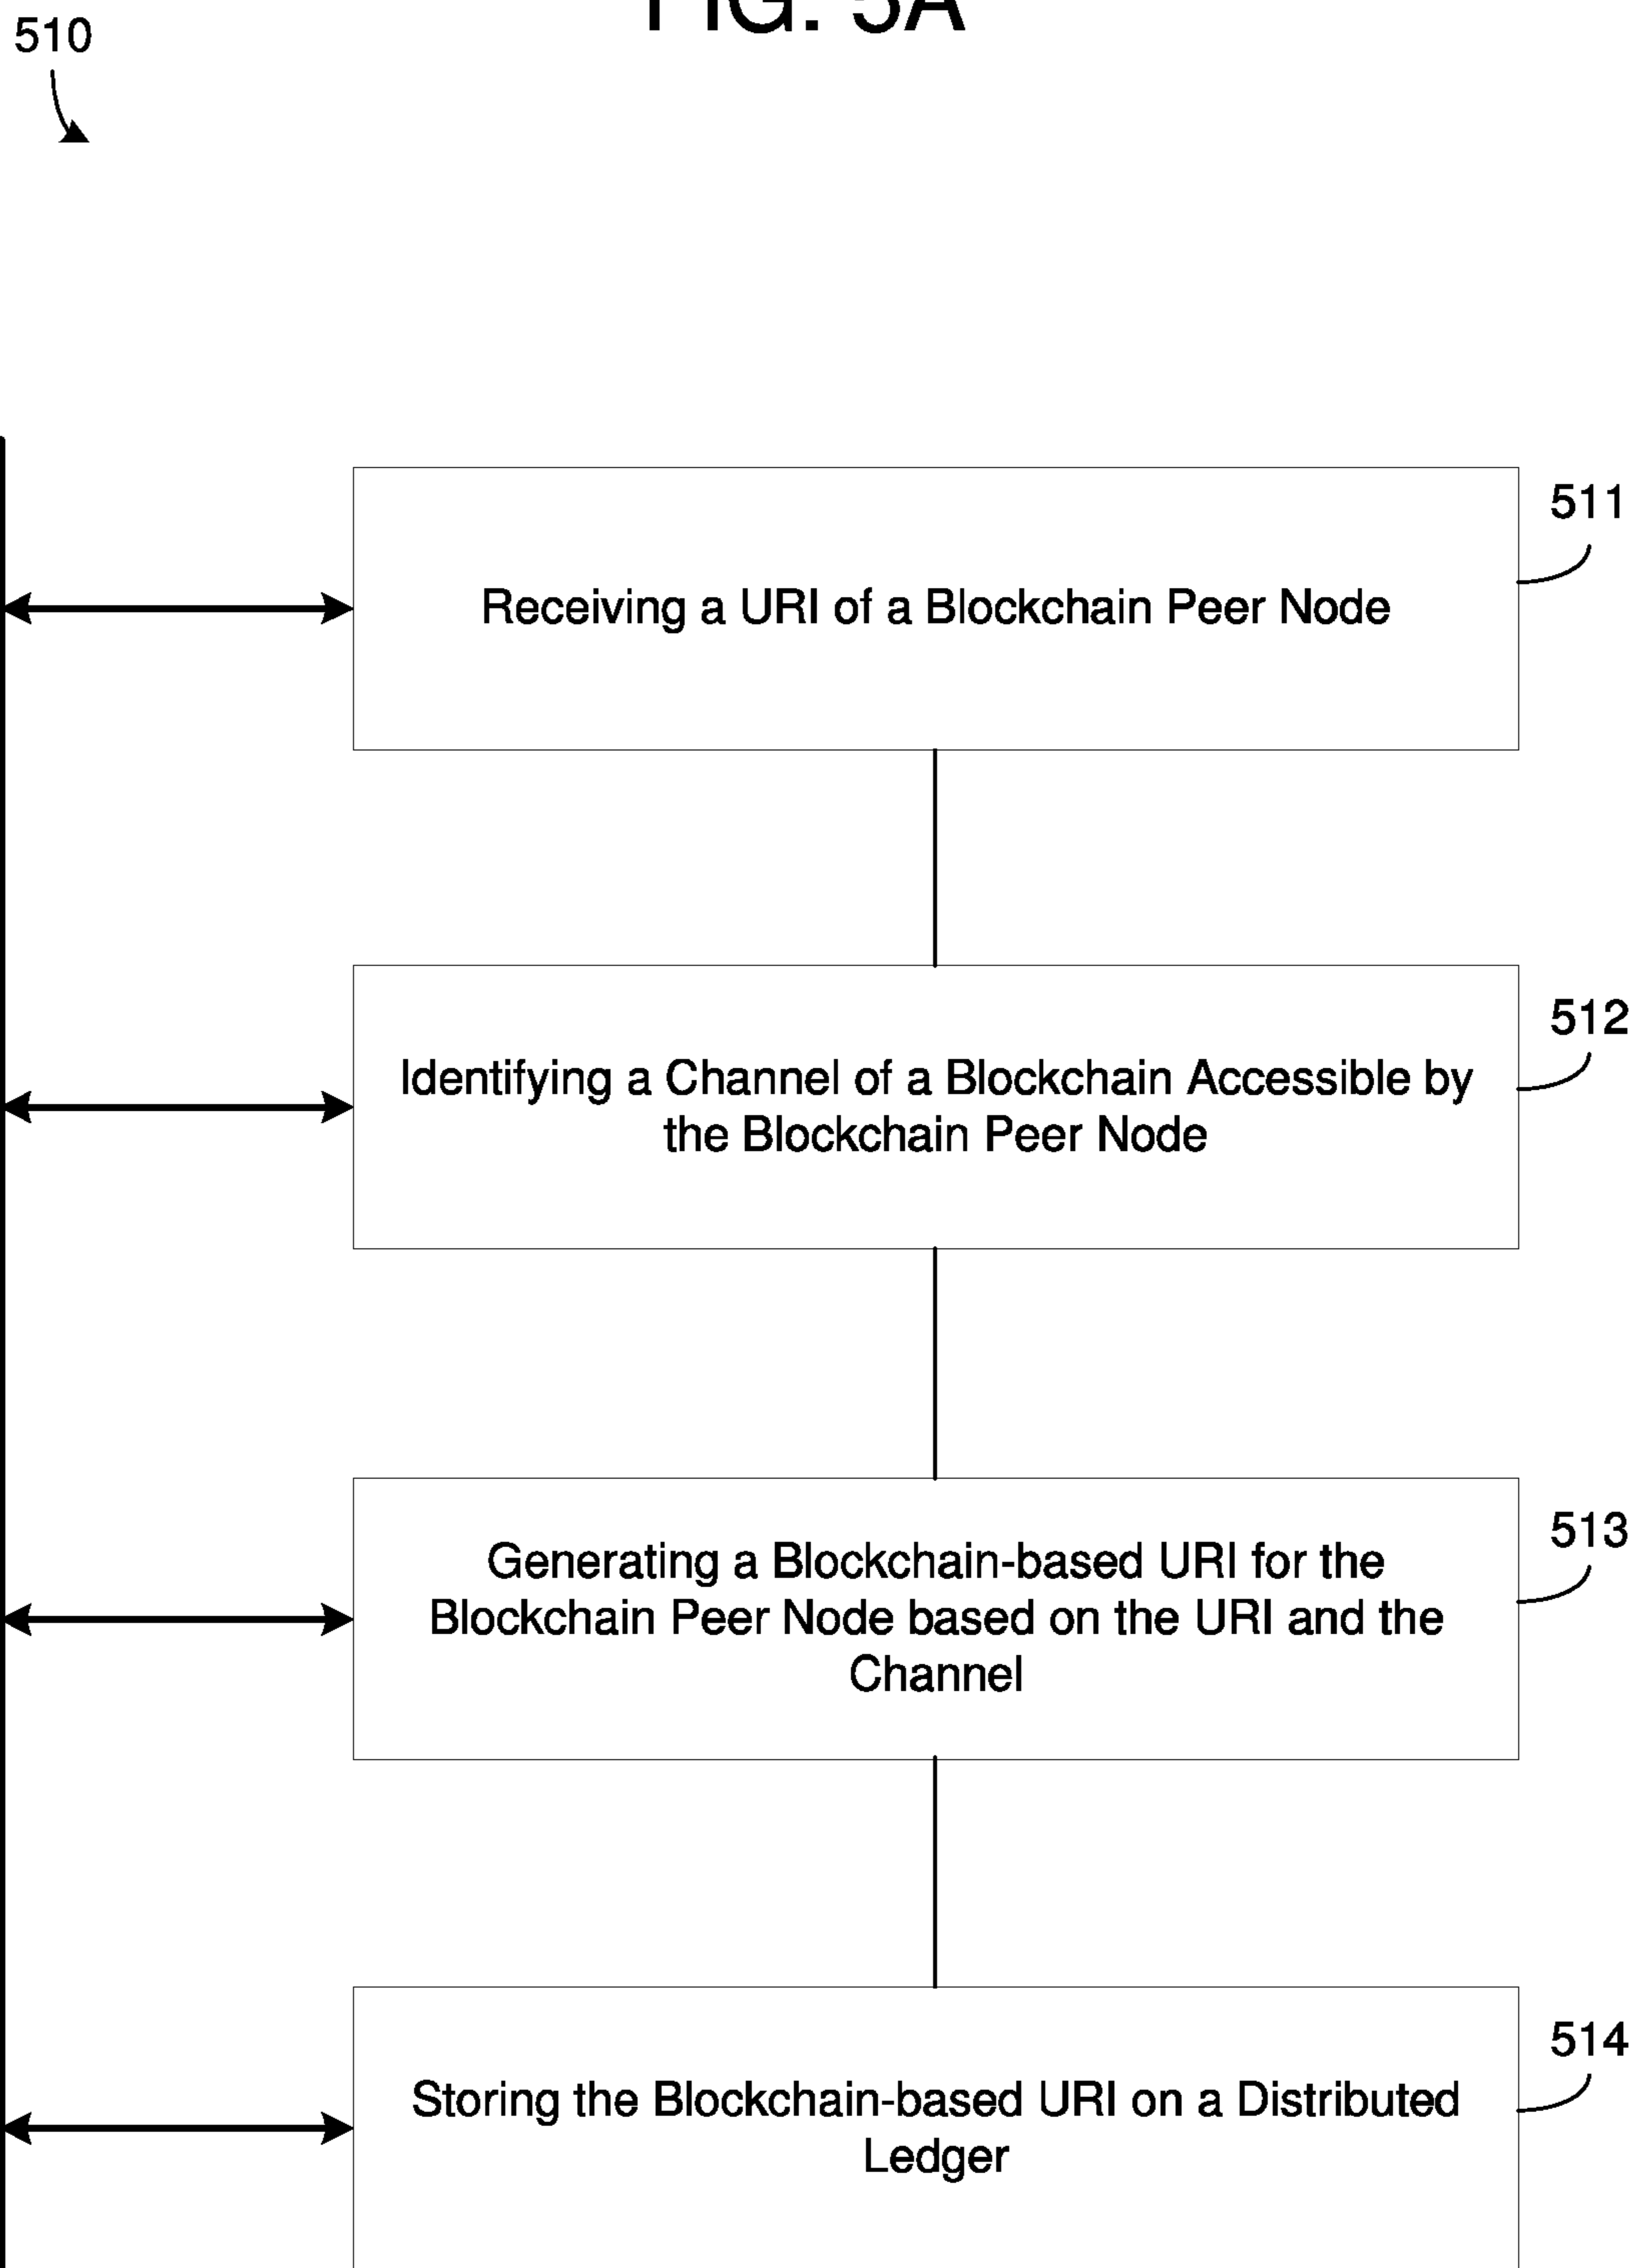 FIG. 5A
510
511
Receiving a URI of a Blockchain Peer Node
512
Identifying a Channel of a Blockchain Accessible by
the Blockchain Peer Node
513
Generating a Blockchain-based URI for the
Blockchain Peer Node based on the URI and the
Channel
514
Storing the Blockchain-based URI on a Distributed
Ledger